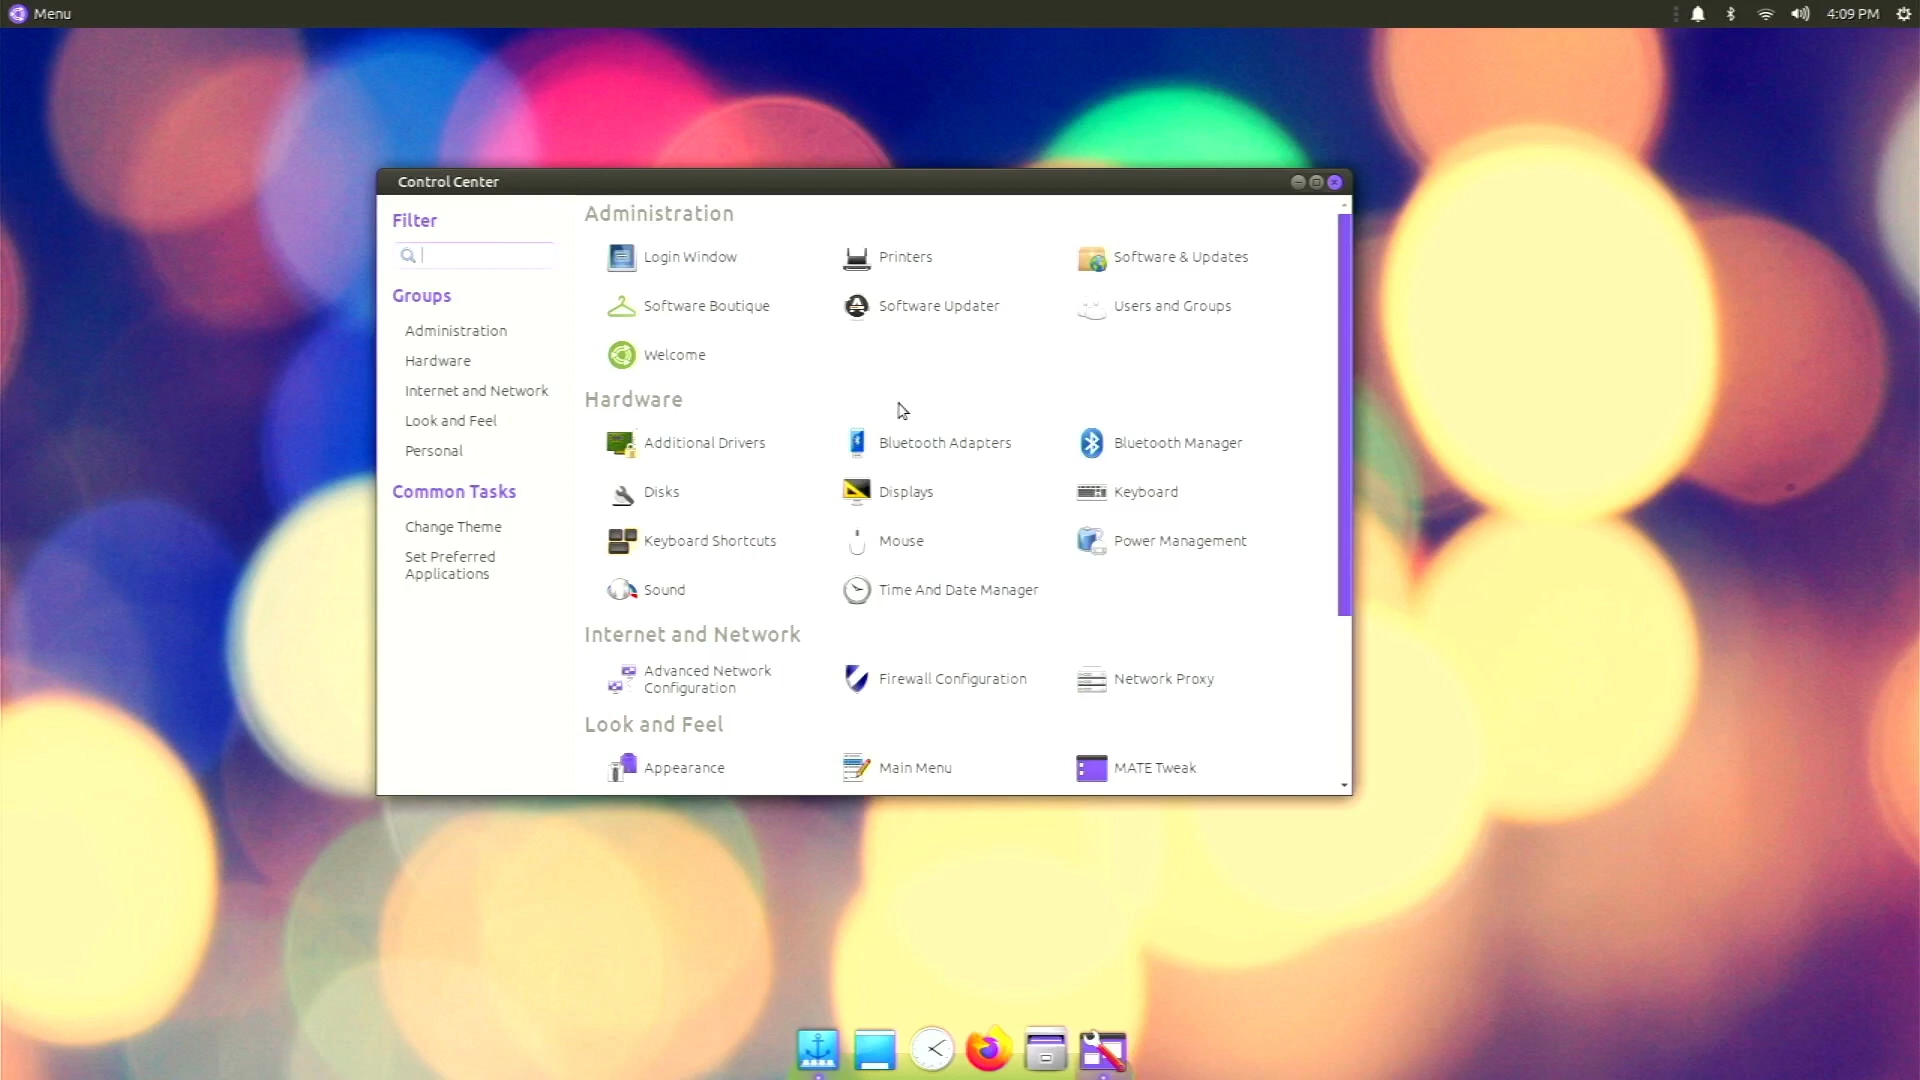 Menu
4:09 PM
Control Center
Filter
Groups
Administration
Hardware
Internet and Network
Look and Feel
Personal
Common Tasks
Change Theme
Set Preferred
Applications
Administration
Login Window
Printers
Software & Updates
Software Boutique
Software Updater
Users and Groups
Welcome
Hardware
Additional Drivers
Bluetooth Adapters
Bluetooth Manager
Disks
Displays
Keyboard
Keyboard Shortcuts
Mouse
Power Management
Sound
Time And Date Manager
Internet and Network
Advanced Network
Configuration
Firewall Configuration
Network Proxy
Look and Feel
Appearance
Main Menu
MATE Tweak